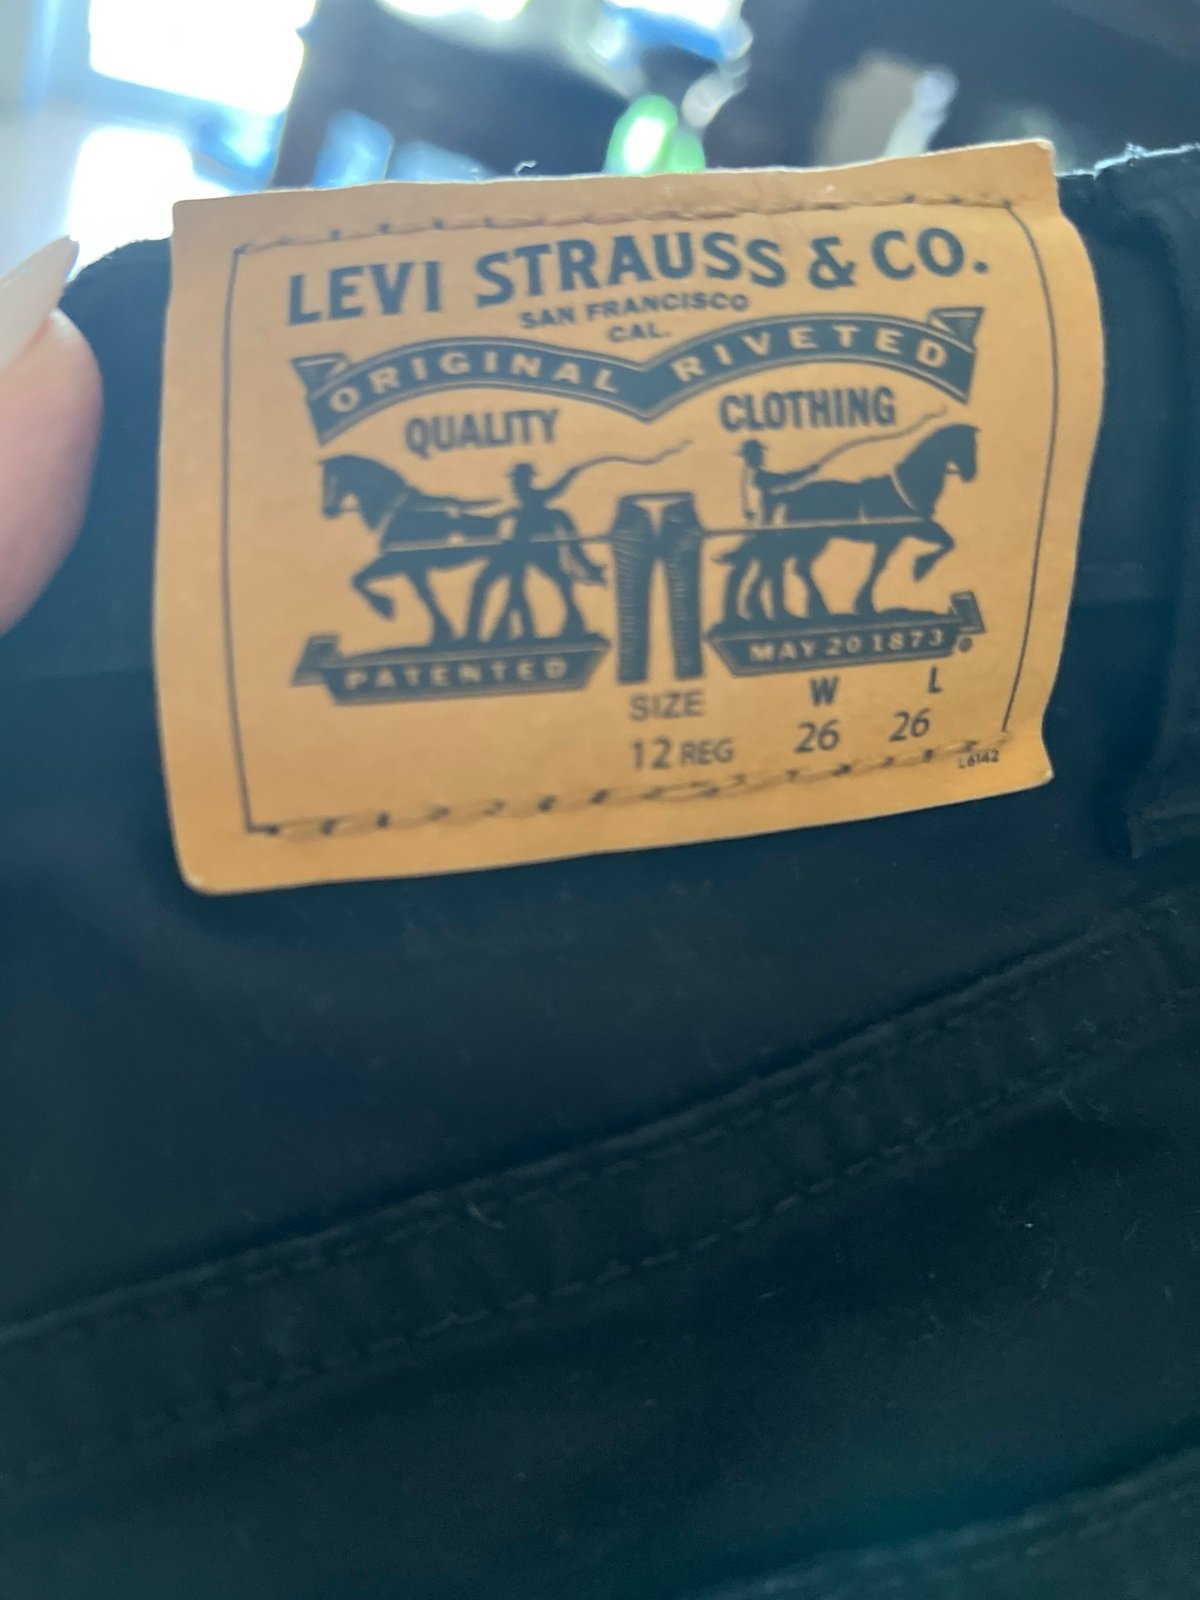 LEVI STRAUSS & CO.
SAN FRANCISCO
CAL.
ORIGINAL RIVETED
QUALITY CLOTHING
PATENTED MAY 20 1873 ®
SIZE W L
12 REG 26 26
L6142